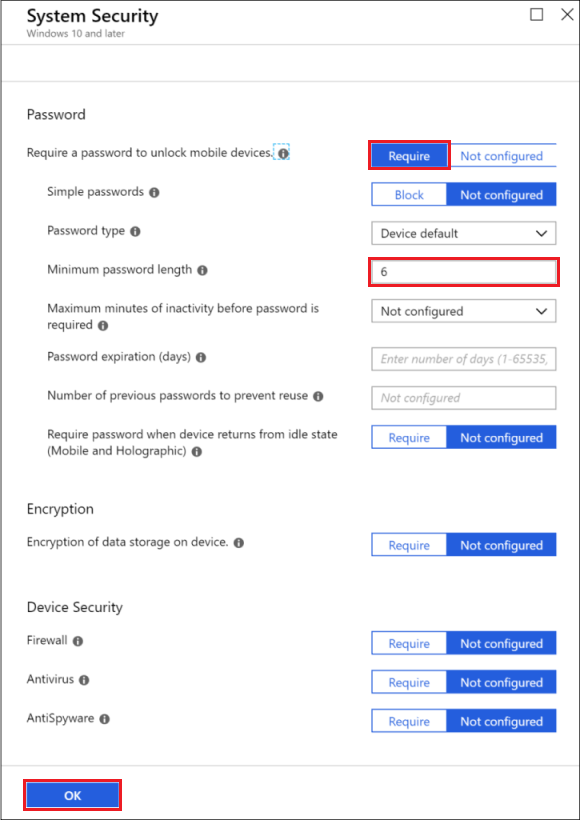 System Security
Windows 10 and later
Password
Require a password to unlock mobile devices. Require Not configured
Simple passwords Block Not configured
Password type Device default
Minimum password length 6
Maximum minutes of inactivity before password is
required Not configured
Password expiration (days) Enter number of days (1-65535,
Number of previous passwords to prevent reuse Not configured
Require password when device returns from idle state
(Mobile and Holographic) Require Not configured
Encryption
Encryption of data storage on device. Require Not configured
Device Security
Firewall Require Not configured
Antivirus Require Not configured
AntiSpyware Require Not configured
OK